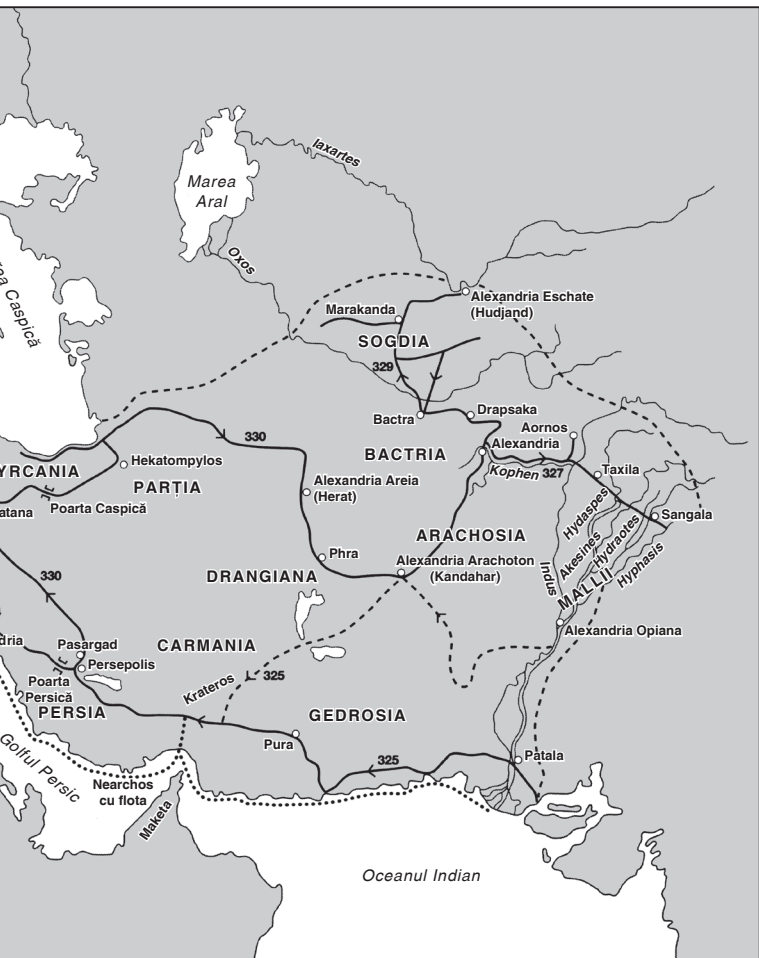 Iaxartes
Marea
Aral
Oxos
ea Caspică
Marakanda
Alexandria Eschate
(Hudjand)
SOGDIA
329
Bactra
Drapsaka
Aornos
330
Alexandria
BACTRIA
YRCANIA
Hekatompylos
Kophen 327
Taxila
PARȚIA
Alexandria Areia
(Herat)
atana
Poarta Caspică
Hydaspes
Sangala
ARACHOSIA
Akesines
Hydraotes
Hyphasis
Phra
Alexandria Arachoton
(Kandahar)
Indus
330
DRANGIANA
MALLII
Alexandria Opiana
dria
Pasargad
CARMANIA
Persepolis
Poarta
Persică
325
Krateros
PERSIA
GEDROSIA
Pura
Golful Persic
325
Patala
Nearchos
cu flota
Maketa
Oceanul Indian